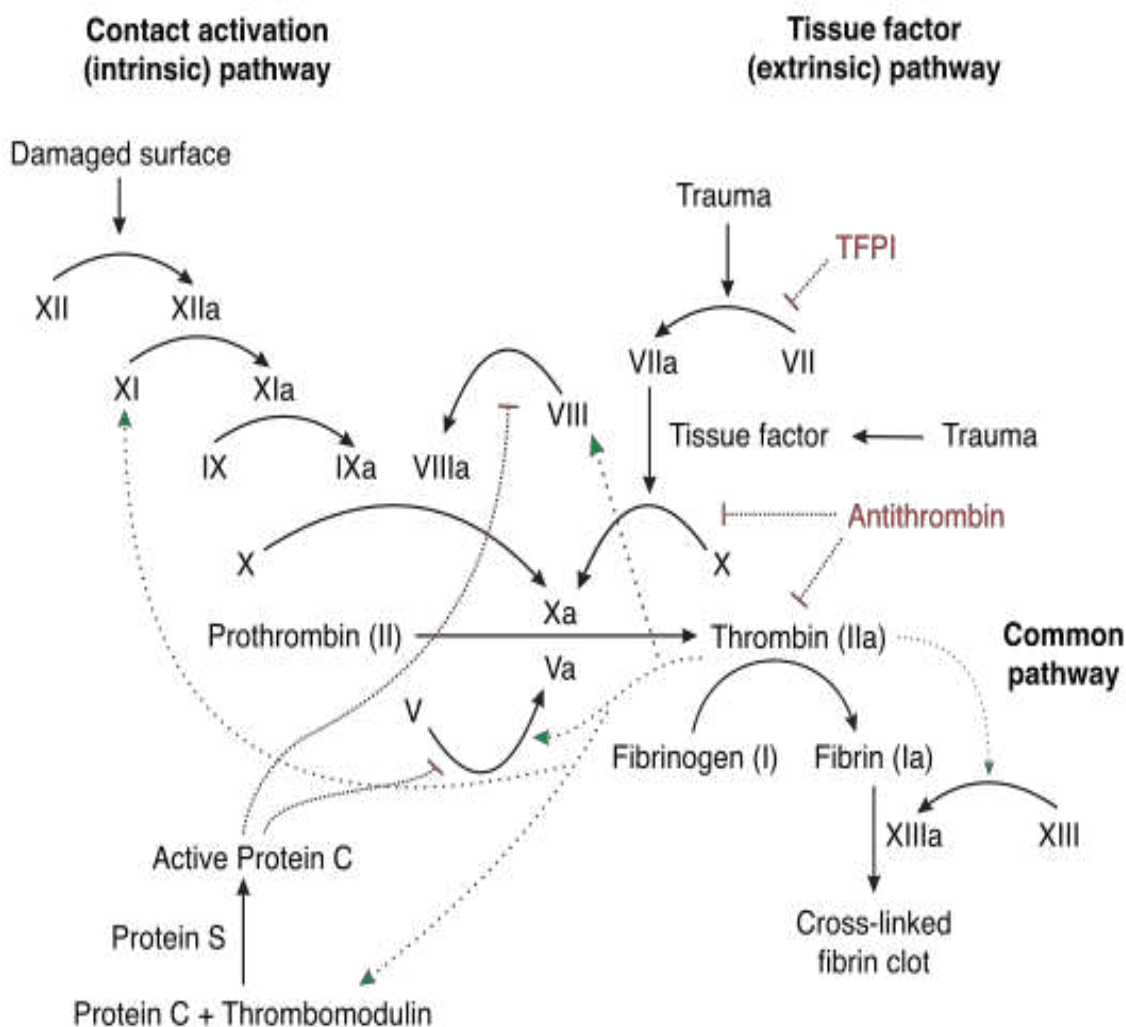 Contact activation
(intrinsic) pathway
Tissue factor
(extrinsic) pathway
Damaged surface
Trauma
TFPI
XII
XIIa
VIIa
VII
XI
XIa
VIII
Tissue factor
Trauma
IX
IXa
VIIIa
Antithrombin
X
X
Xa
Prothrombin (II)
Thrombin (IIa)
Common
pathway
Va
V
Fibrinogen (I)
Fibrin (Ia)
XIIIa
XIII
Active Protein C
Cross-linked
fibrin clot
Protein S
Protein C + Thrombomodulin